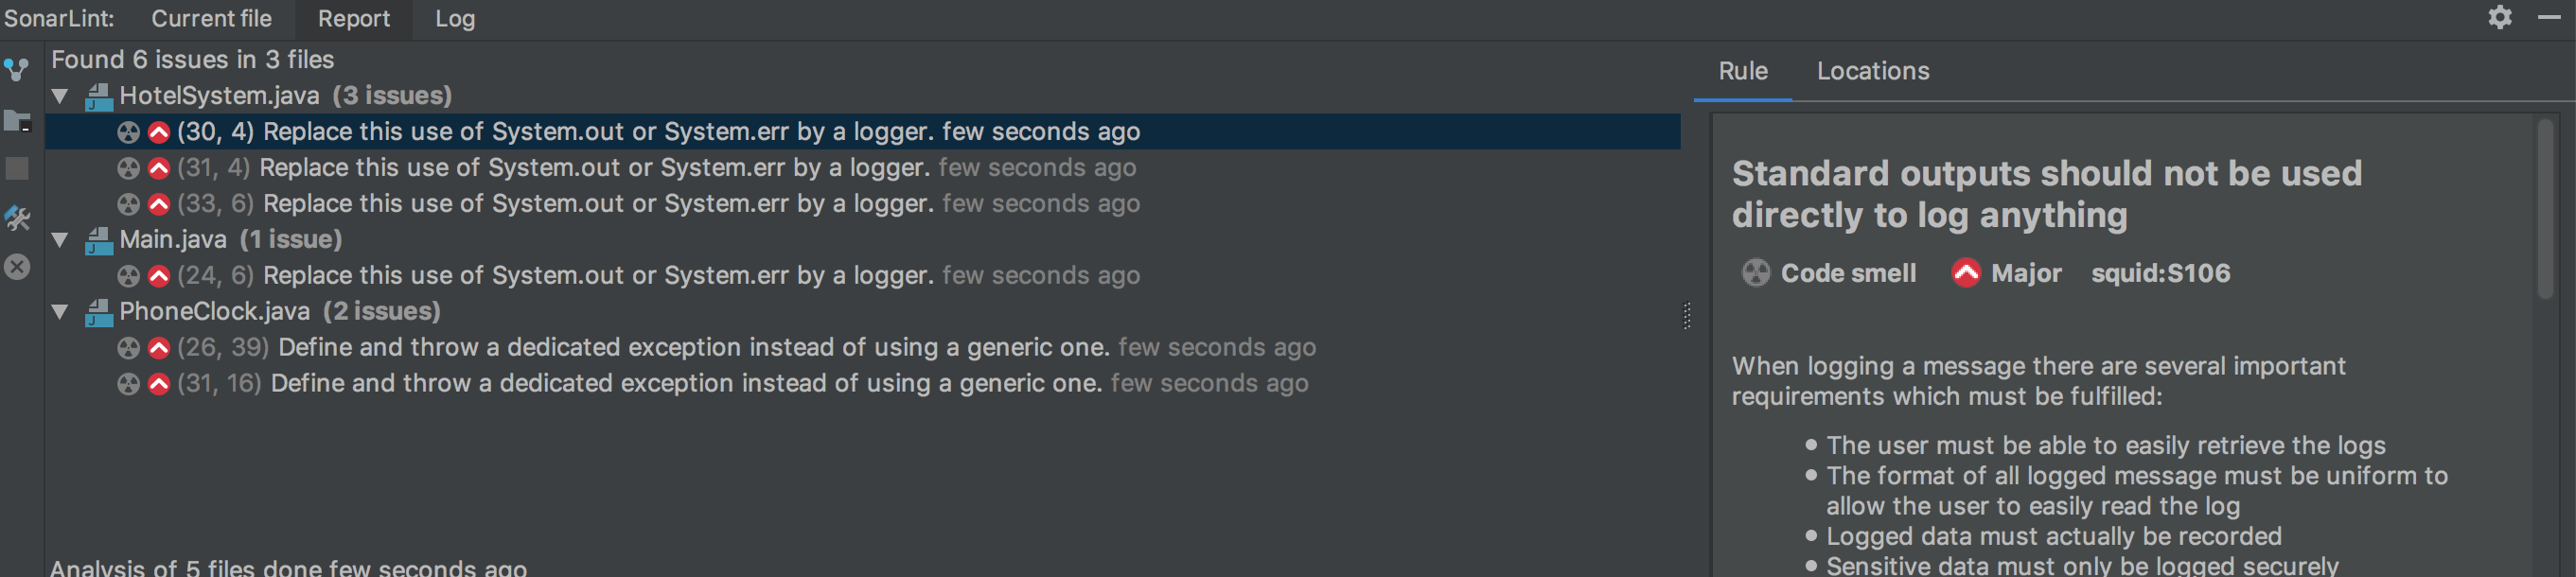 SonarLint: Current file Report Log
Found 6 issues in 3 files
HotelSystem.java (3 issues)
(30, 4) Replace this use of System.out or System.err by a logger. few seconds ago
(31, 4) Replace this use of System.out or System.err by a logger. few seconds ago
(33, 6) Replace this use of System.out or System.err by a logger. few seconds ago
Main.java (1 issue)
(24, 6) Replace this use of System.out or System.err by a logger. few seconds ago
PhoneClock.java (2 issues)
(26, 39) Define and throw a dedicated exception instead of using a generic one. few seconds ago
(31, 16) Define and throw a dedicated exception instead of using a generic one. few seconds ago
Analysis of 5 files done few seconds ago
Rule Locations
Standard outputs should not be used
directly to log anything
Code smell Major squid:S106
When logging a message there are several important
requirements which must be fulfilled:
• The user must be able to easily retrieve the logs
• The format of all logged message must be uniform to
allow the user to easily read the log
• Logged data must actually be recorded
• Sensitive data must only be logged securely